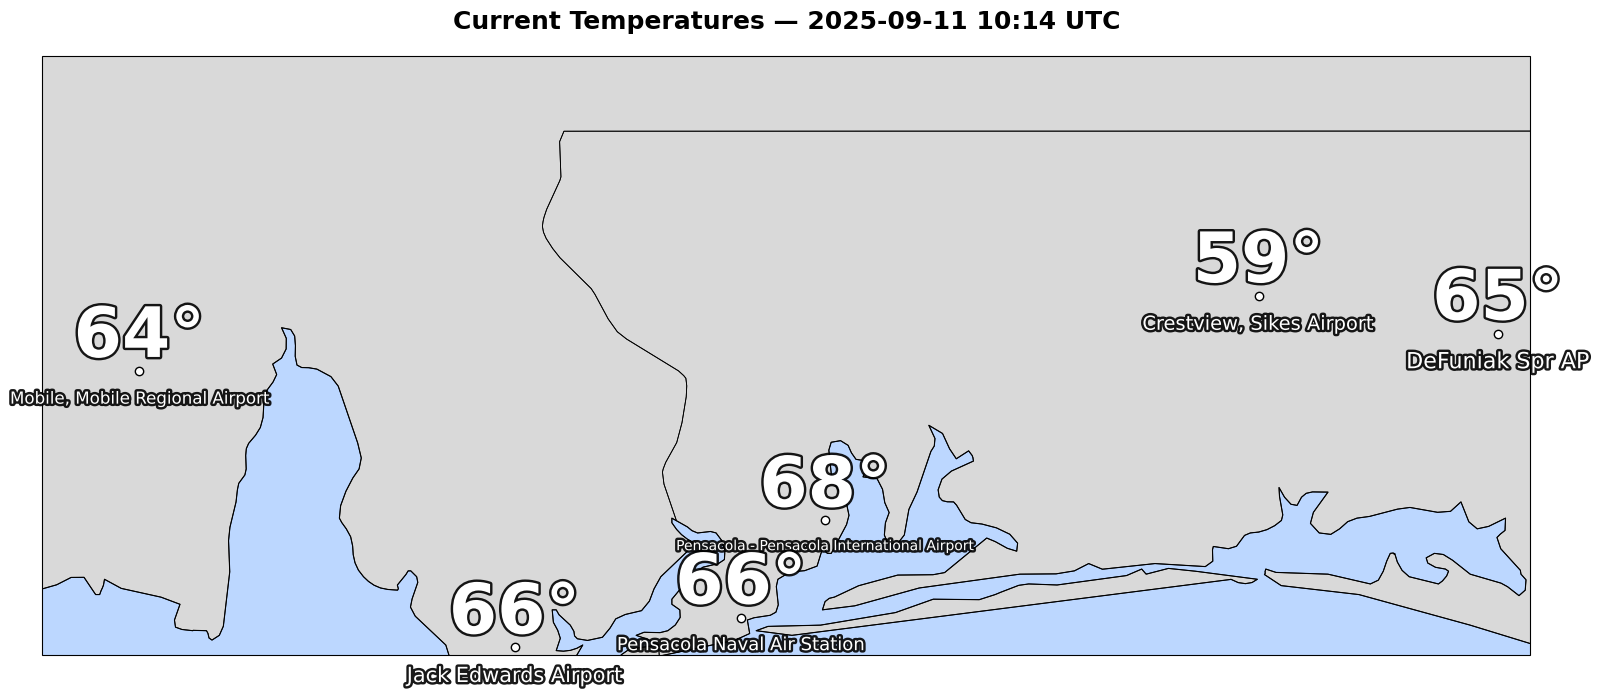 Current Temperatures — 2025-09-11 10:14 UTC
59°
Crestview, Sikes Airport
65°
DeFuniak Spr AP
64°
Mobile, Mobile Regional Airport
68°
Pensacola - Pensacola International Airport
66°
Pensacola Naval Air Station
66°
Jack Edwards Airport